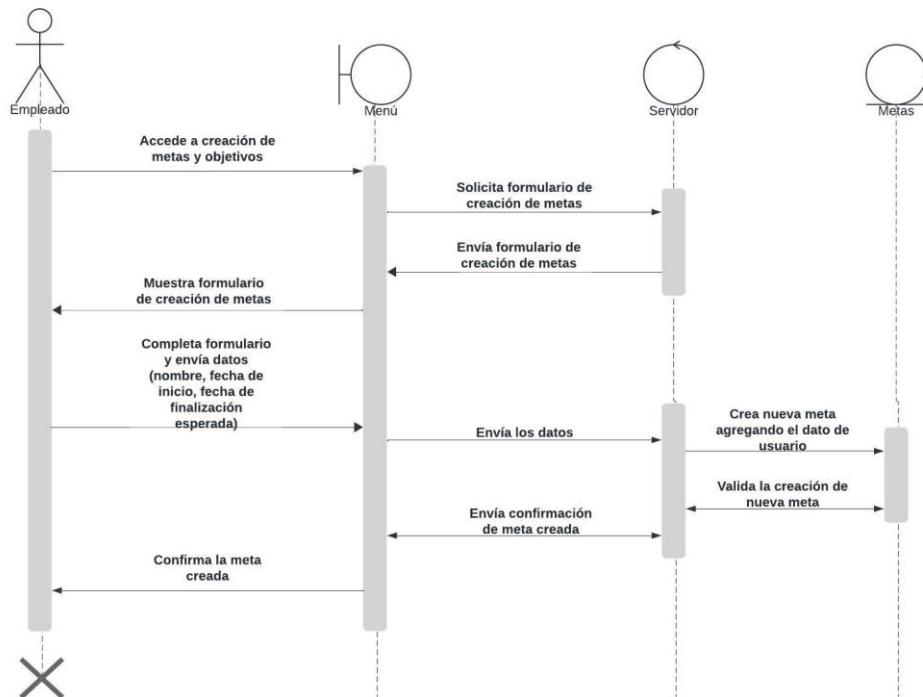 Empleado
Menú
Servidor
Metas
Accede a creación de
metas y objetivos
Solicita formulario de
creación de metas
Envía formulario de
creación de metas
Muestra formulario
de creación de metas
Completa formulario
y envía datos
(nombre, fecha de
inicio, fecha de
finalización
esperada)
Envía los datos
Crea nueva meta
agregando el dato de
usuario
Valida la creación de
nueva meta
Envía confirmación
de meta creada
Confirma la meta
creada